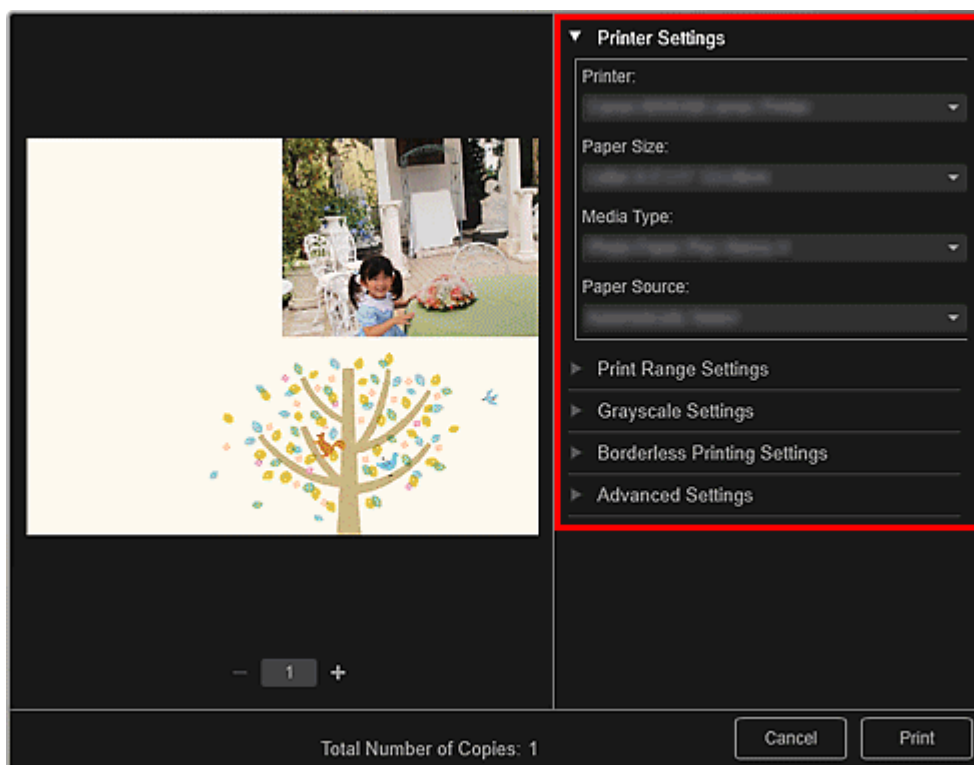 Printer Settings
Printer:
Paper Size:
Media Type:
Paper Source:
Print Range Settings
Grayscale Settings
Borderless Printing Settings
Advanced Settings
1
Total Number of Copies: 1
Cancel
Print